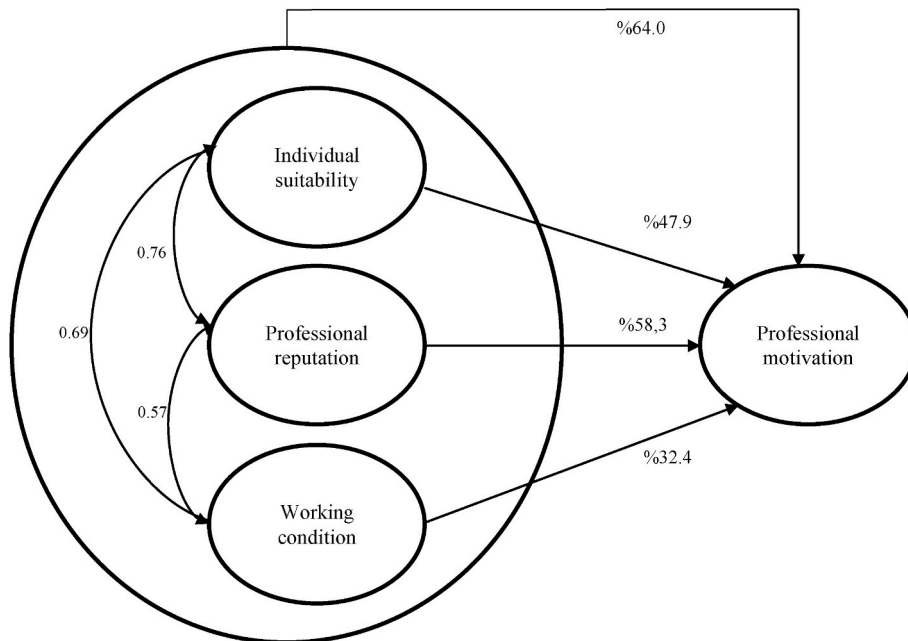 %64.0
Individual
suitability
%47.9
0.76
0.69
Professional
reputation
%58,3
Professional
motivation
0.57
%32.4
Working
condition